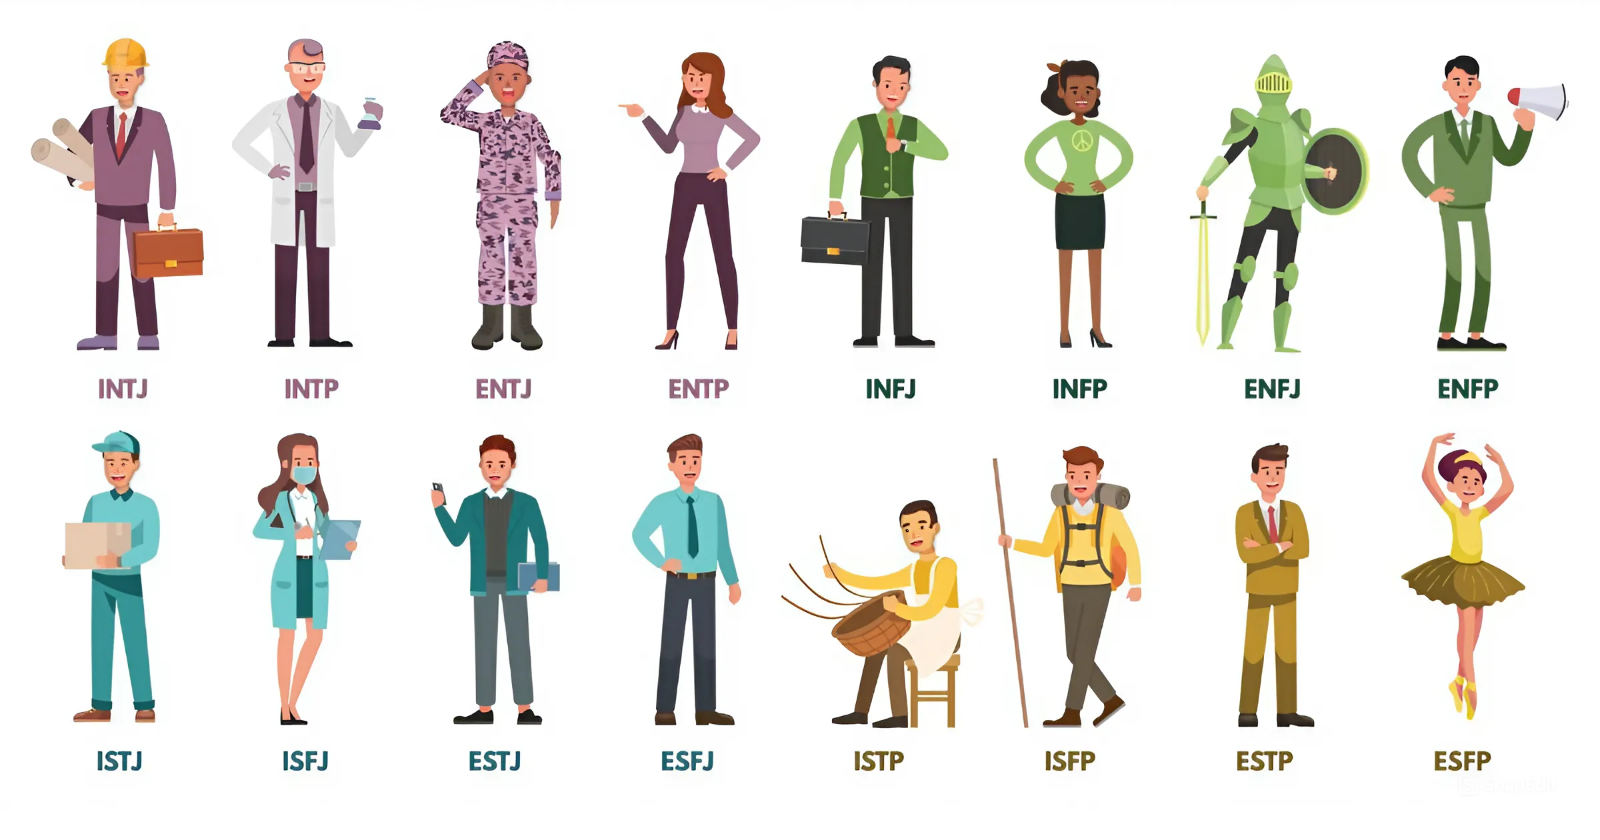 INTJ INTP ENTJ ENTP INFJ INFP ENFJ ENFP
ISTJ ISFJ ESTJ ESFJ ISTP ISFP ESTP ESFP